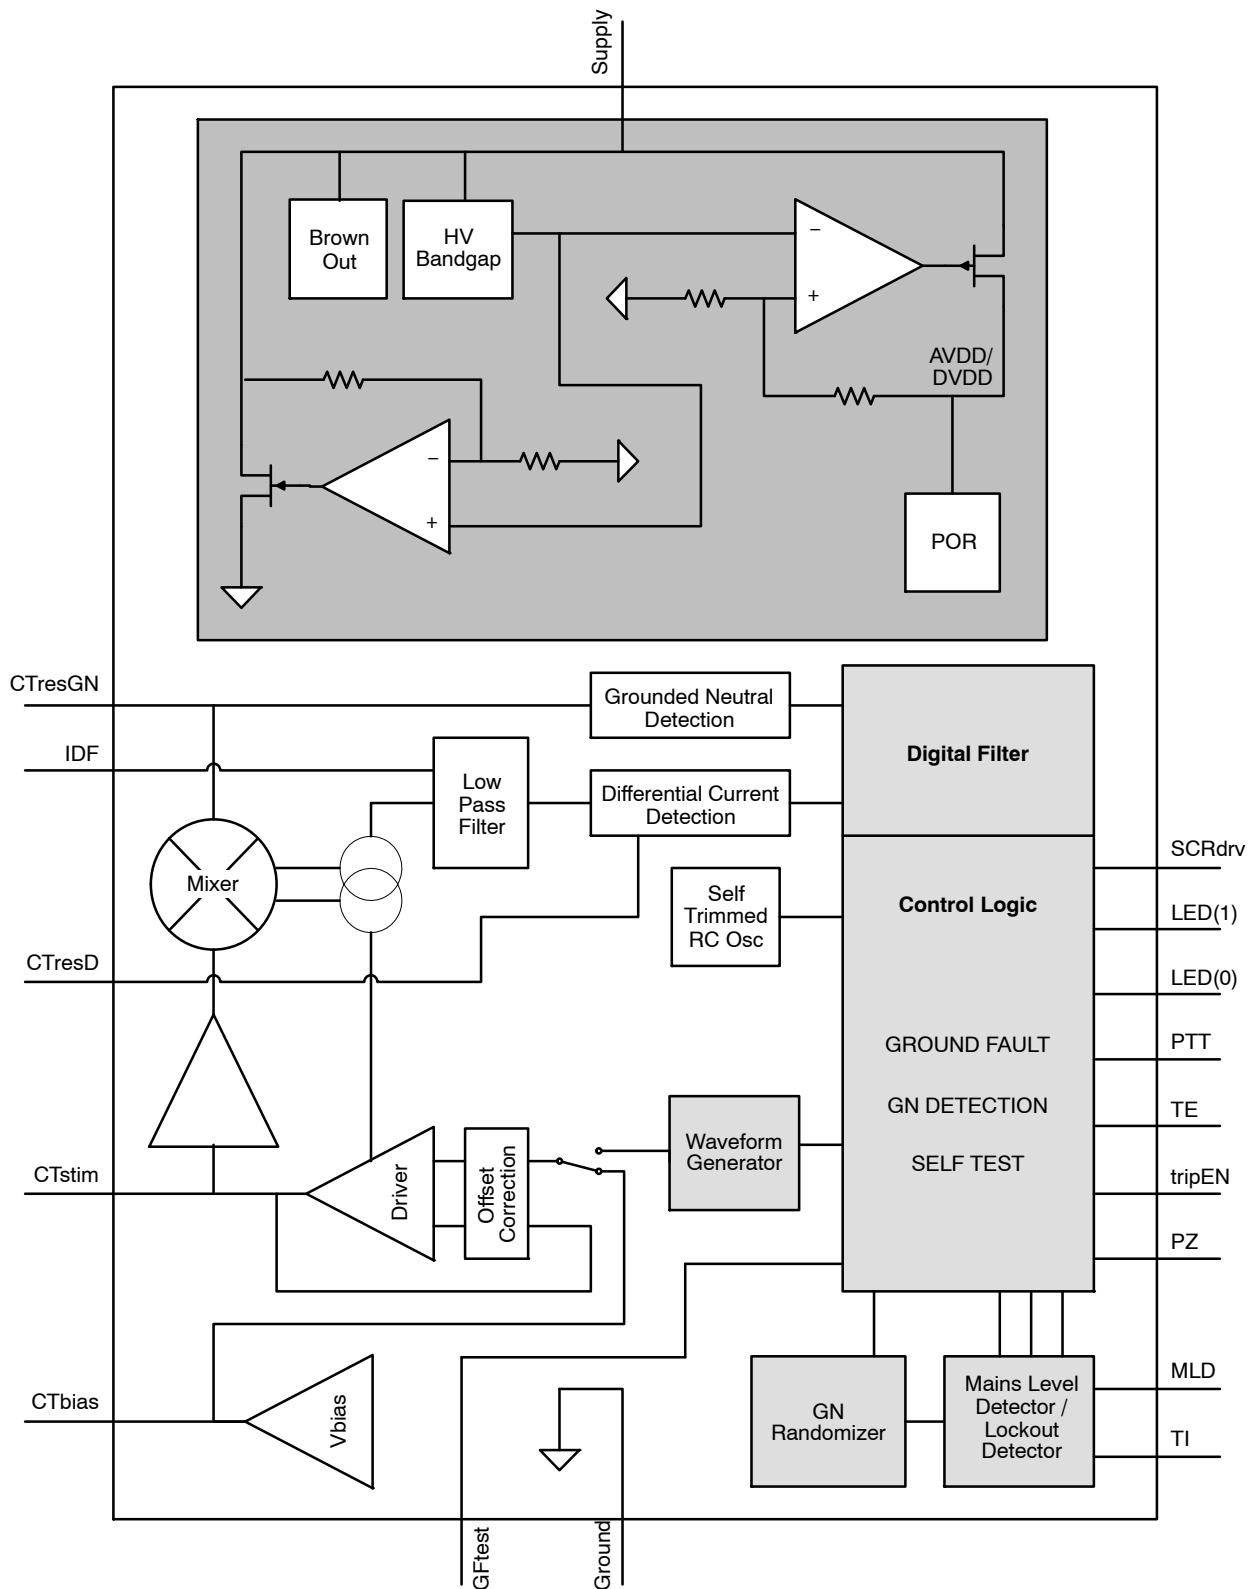 Supply
Brown
Out
HV
Bandgap
−
+
AVDD/
DVDD
−
+
POR
CTresGN
Grounded Neutral
Detection
IDF
Low
Pass
Filter
Differential Current
Detection
Digital Filter
Mixer
Self
Trimmed
RC Osc
Control Logic
SCRdrv
LED(1)
CTresD
LED(0)
GROUND FAULT
PTT
GN DETECTION
TE
Waveform
Generator
SELF TEST
CTstim
Driver
Offset
Correction
tripEN
PZ
CTbias
Vbias
GN
Randomizer
Mains Level
Detector /
Lockout
Detector
MLD
TI
GFtest
Ground